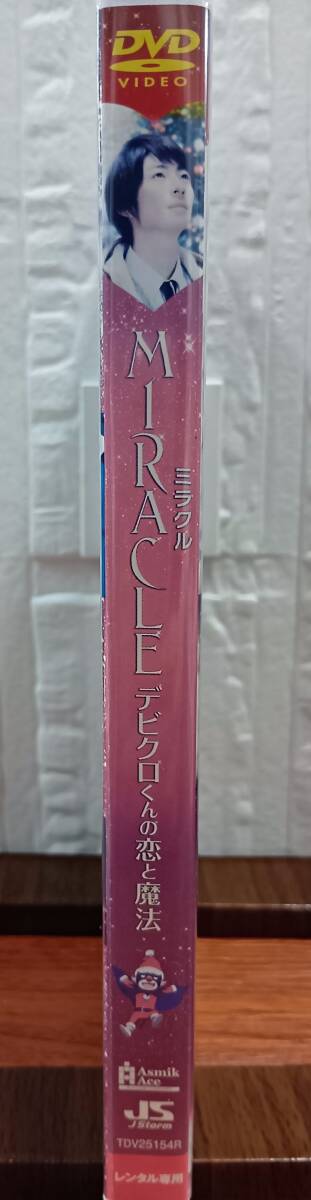 DVD
VIDEO
MIRACLE
ミラクル
デビクロくんの恋と魔法
Asmik
Ace
JS
J Storm
TDV25154R
レンタル専用